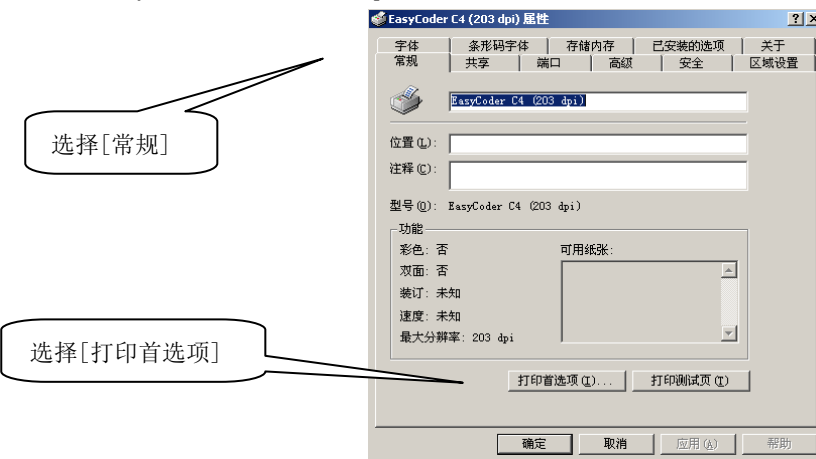 EasyCoder C4 (203 dpi) 属性
字体 条形码字体 存储内存 已安装的选项 关于
常规 共享 端口 高级 安全 区域设置
EasyCoder C4 (203 dpi)
选择[常规]
位置(L):
注释(C):
型号(O): EasyCoder C4 (203 dpi)
功能
彩色: 否 可用纸张:
双面: 否
装订: 未知
速度: 未知
最大分辨率: 203 dpi
选择[打印首选项]
打印首选项(I)... 打印测试页(T)
确定 取消 应用(A) 帮助